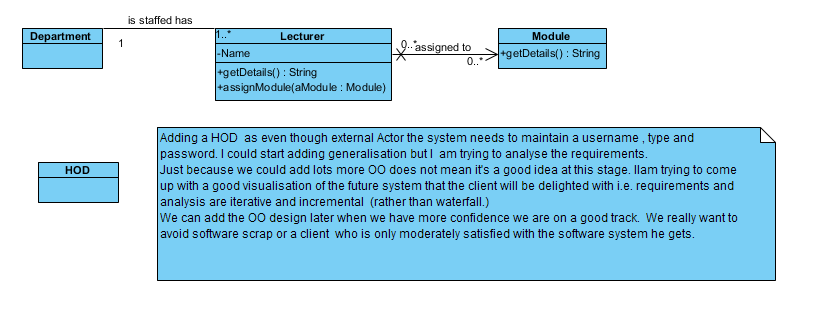 is staffed has
Department
1
1..*
Lecturer
-Name
+getDetails() : String
+assignModule(aModule : Module)
0..*
assigned to
0..*
Module
+getDetails() : String
HOD
Adding a HOD as even though external Actor the system needs to maintain a username , type and
password. I could start adding generalisation but I am trying to analyse the requirements.
Just because we could add lots more OO does not mean it's a good idea at this stage. IIam trying to come
up with a good visualisation of the future system that the client will be delighted with i.e. requirements and
analysis are iterative and incremental (rather than waterfall.)
We can add the OO design later when we have more confidence we are on a good track. We really want to
avoid software scrap or a client who is only moderately satisfied with the software system he gets.